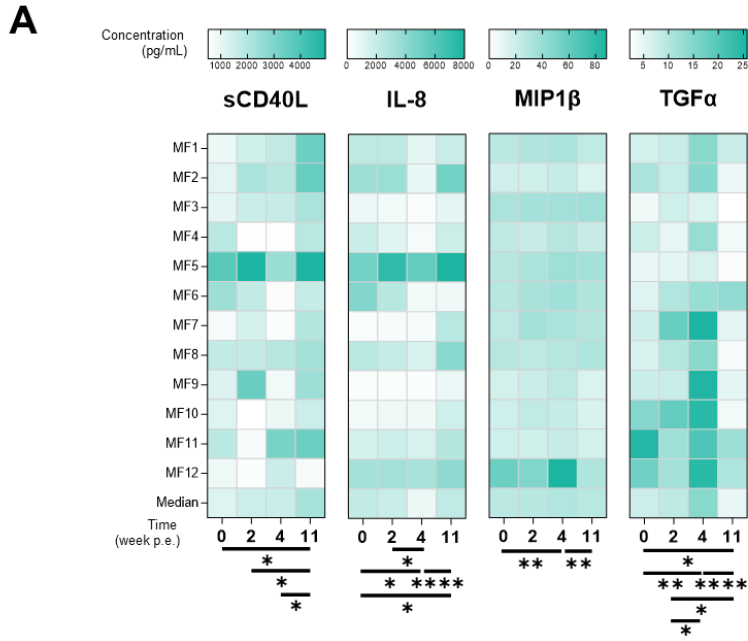 A
Concentration
(pg/mL)
1000 2000 3000 4000
0 2000 4000 6000 8000
0 20 40 60 80
5 10 15 20 25
sCD40L IL-8 MIP1β TGFα
MF1
MF2
MF3
MF4
MF5
MF6
MF7
MF8
MF9
MF10
MF11
MF12
Median
Time
(week p.e.)
0 2 4 11 0 2 4 11 0 2 4 11 0 2 4 11
* * ** ** *
* * **** ** ****
* * *
*